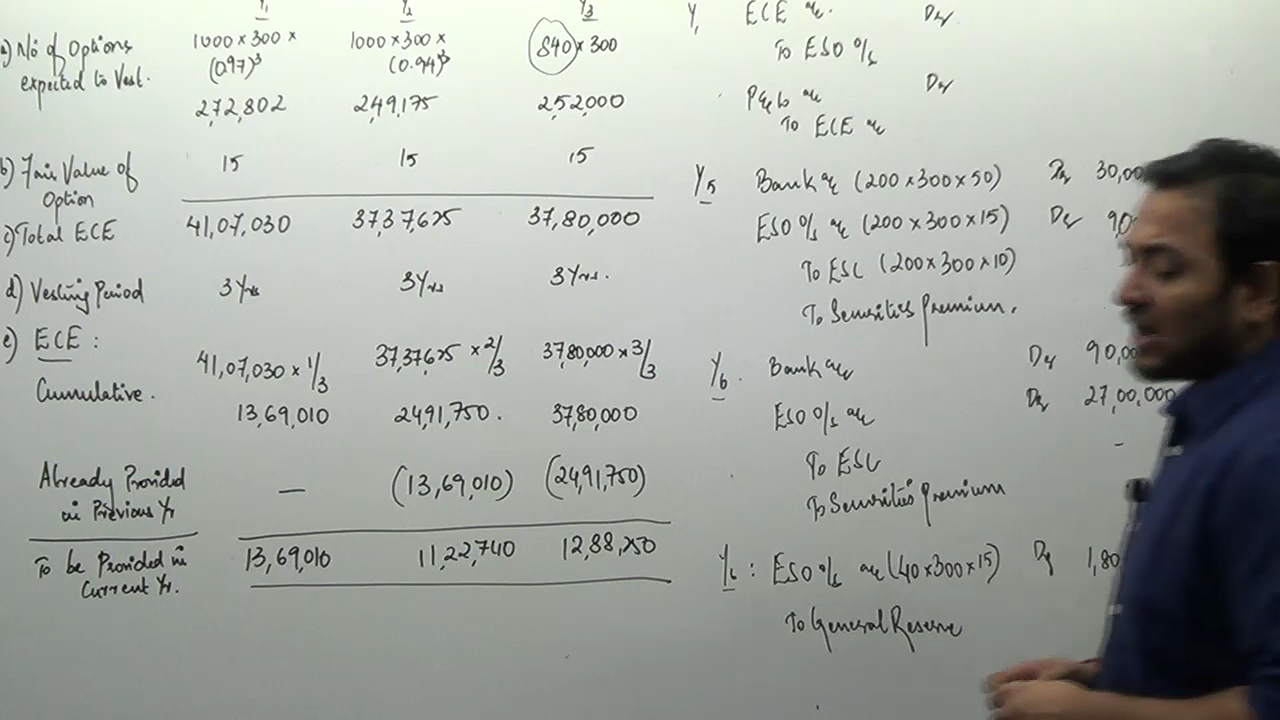 Y1 Y2 Y3
a) No of Options 1000 × 300 × 1000 × 300 × 840 × 300
expected to Vest. (0.97)³ (0.94)³
2,72,802 2,49,175 2,52,000
b) Fair Value of 15 15 15
Option
c) Total ECE 41,07,030 37,37,625 37,80,000
d) Vesting Period 3 Yrs 3 Yrs 3 Yrs.
e) ECE :
Cummulative. 41,07,030 × 1/3 37,37,625 × 2/3 37,80,000 × 3/3
13,69,010 24,91,750. 37,80,000
Already Provided — (13,69,010) (24,91,750)
in Previous Yr
To be Provided in 13,69,010 11,22,740 12,88,250
Current Yr.
Y1 ECE a/c. Dr
To ESO o/s
P&L a/c Dr
To ECE a/c
Y5 Bank a/c (200 × 300 × 50) Dr 30,00
ESO o/s a/c (200 × 300 × 15) Dr 9,0
To ESC (200 × 300 × 10)
To Securities Premium.
Y6. Bank a/c Dr 90,00
ESO o/s a/c Dr 27,00,000
To ESC -
To Securities Premium
Y6 : ESO o/s a/c (40 × 300 × 15) Dr 1,80
To General Reserve